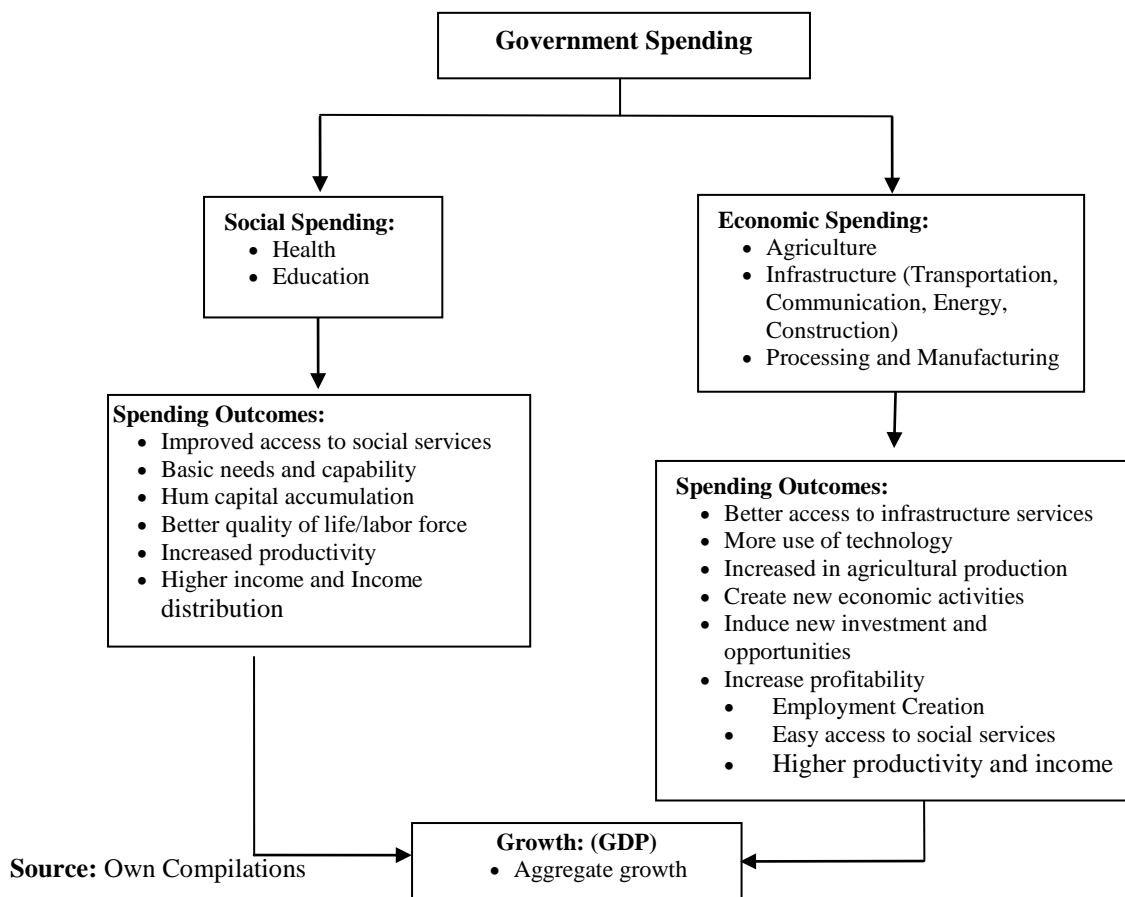 Government Spending
Social Spending:
• Health
• Education
Economic Spending:
• Agriculture
• Infrastructure (Transportation,
Communication, Energy,
Construction)
• Processing and Manufacturing
Spending Outcomes:
• Improved access to social services
• Basic needs and capability
• Hum capital accumulation
• Better quality of life/labor force
• Increased productivity
• Higher income and Income
distribution
Spending Outcomes:
• Better access to infrastructure services
• More use of technology
• Increased in agricultural production
• Create new economic activities
• Induce new investment and
opportunities
• Increase profitability
• Employment Creation
• Easy access to social services
• Higher productivity and income
Growth: (GDP)
• Aggregate growth
Source: Own Compilations